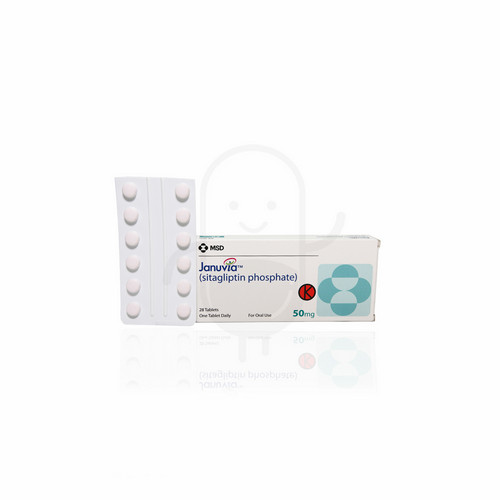 MSD
Januvia™
(sitagliptin phosphate)
K
28 Tablets
One Tablet Daily For Oral Use
50mg